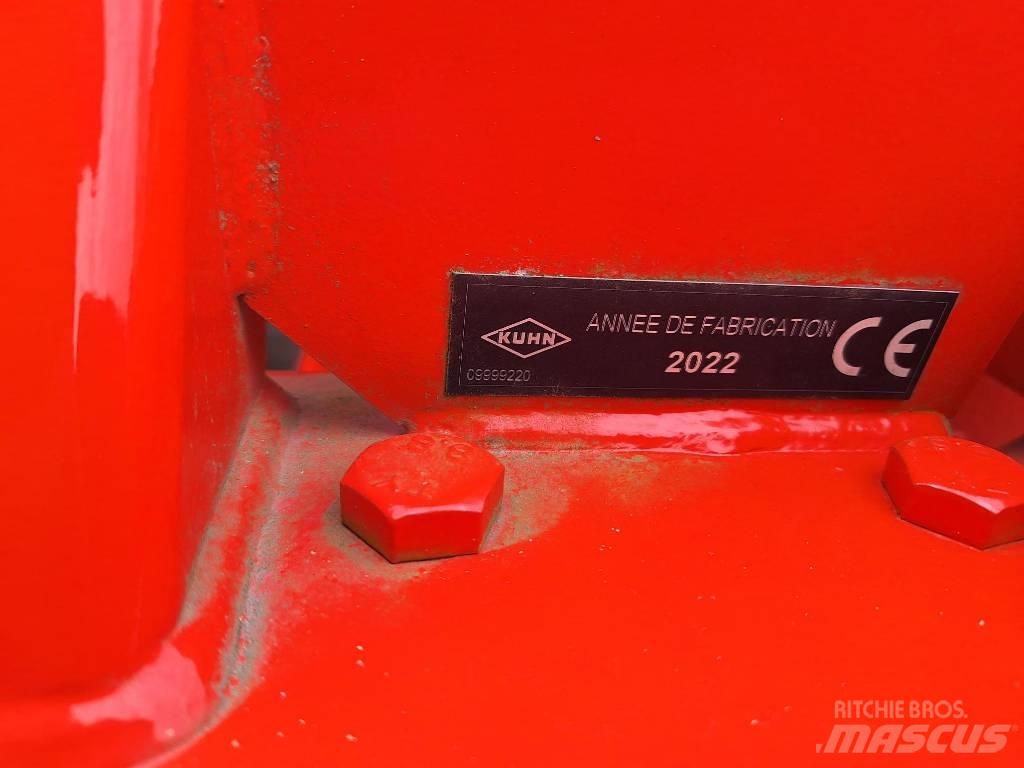 KUHN
ANNEE DE FABRICATION
2022
CE
09999220
RITCHIE BROS.
MASCUS